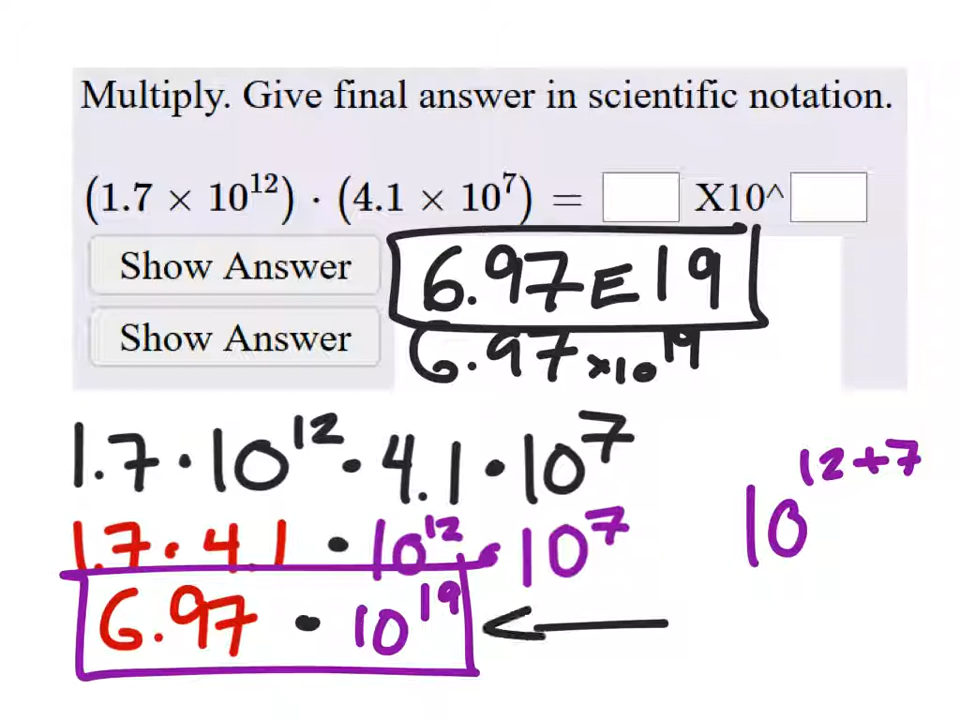 Multiply. Give final answer in scientific notation.
(1.7 × 10^12) · (4.1 × 10^7) = X10^
Show Answer
6.97 E 19
Show Answer
6.97 × 10^19
1.7 · 10^12 · 4.1 · 10^7
10^12+7
1.7 · 4.1 · 10^12 · 10^7
6.97 · 10^19